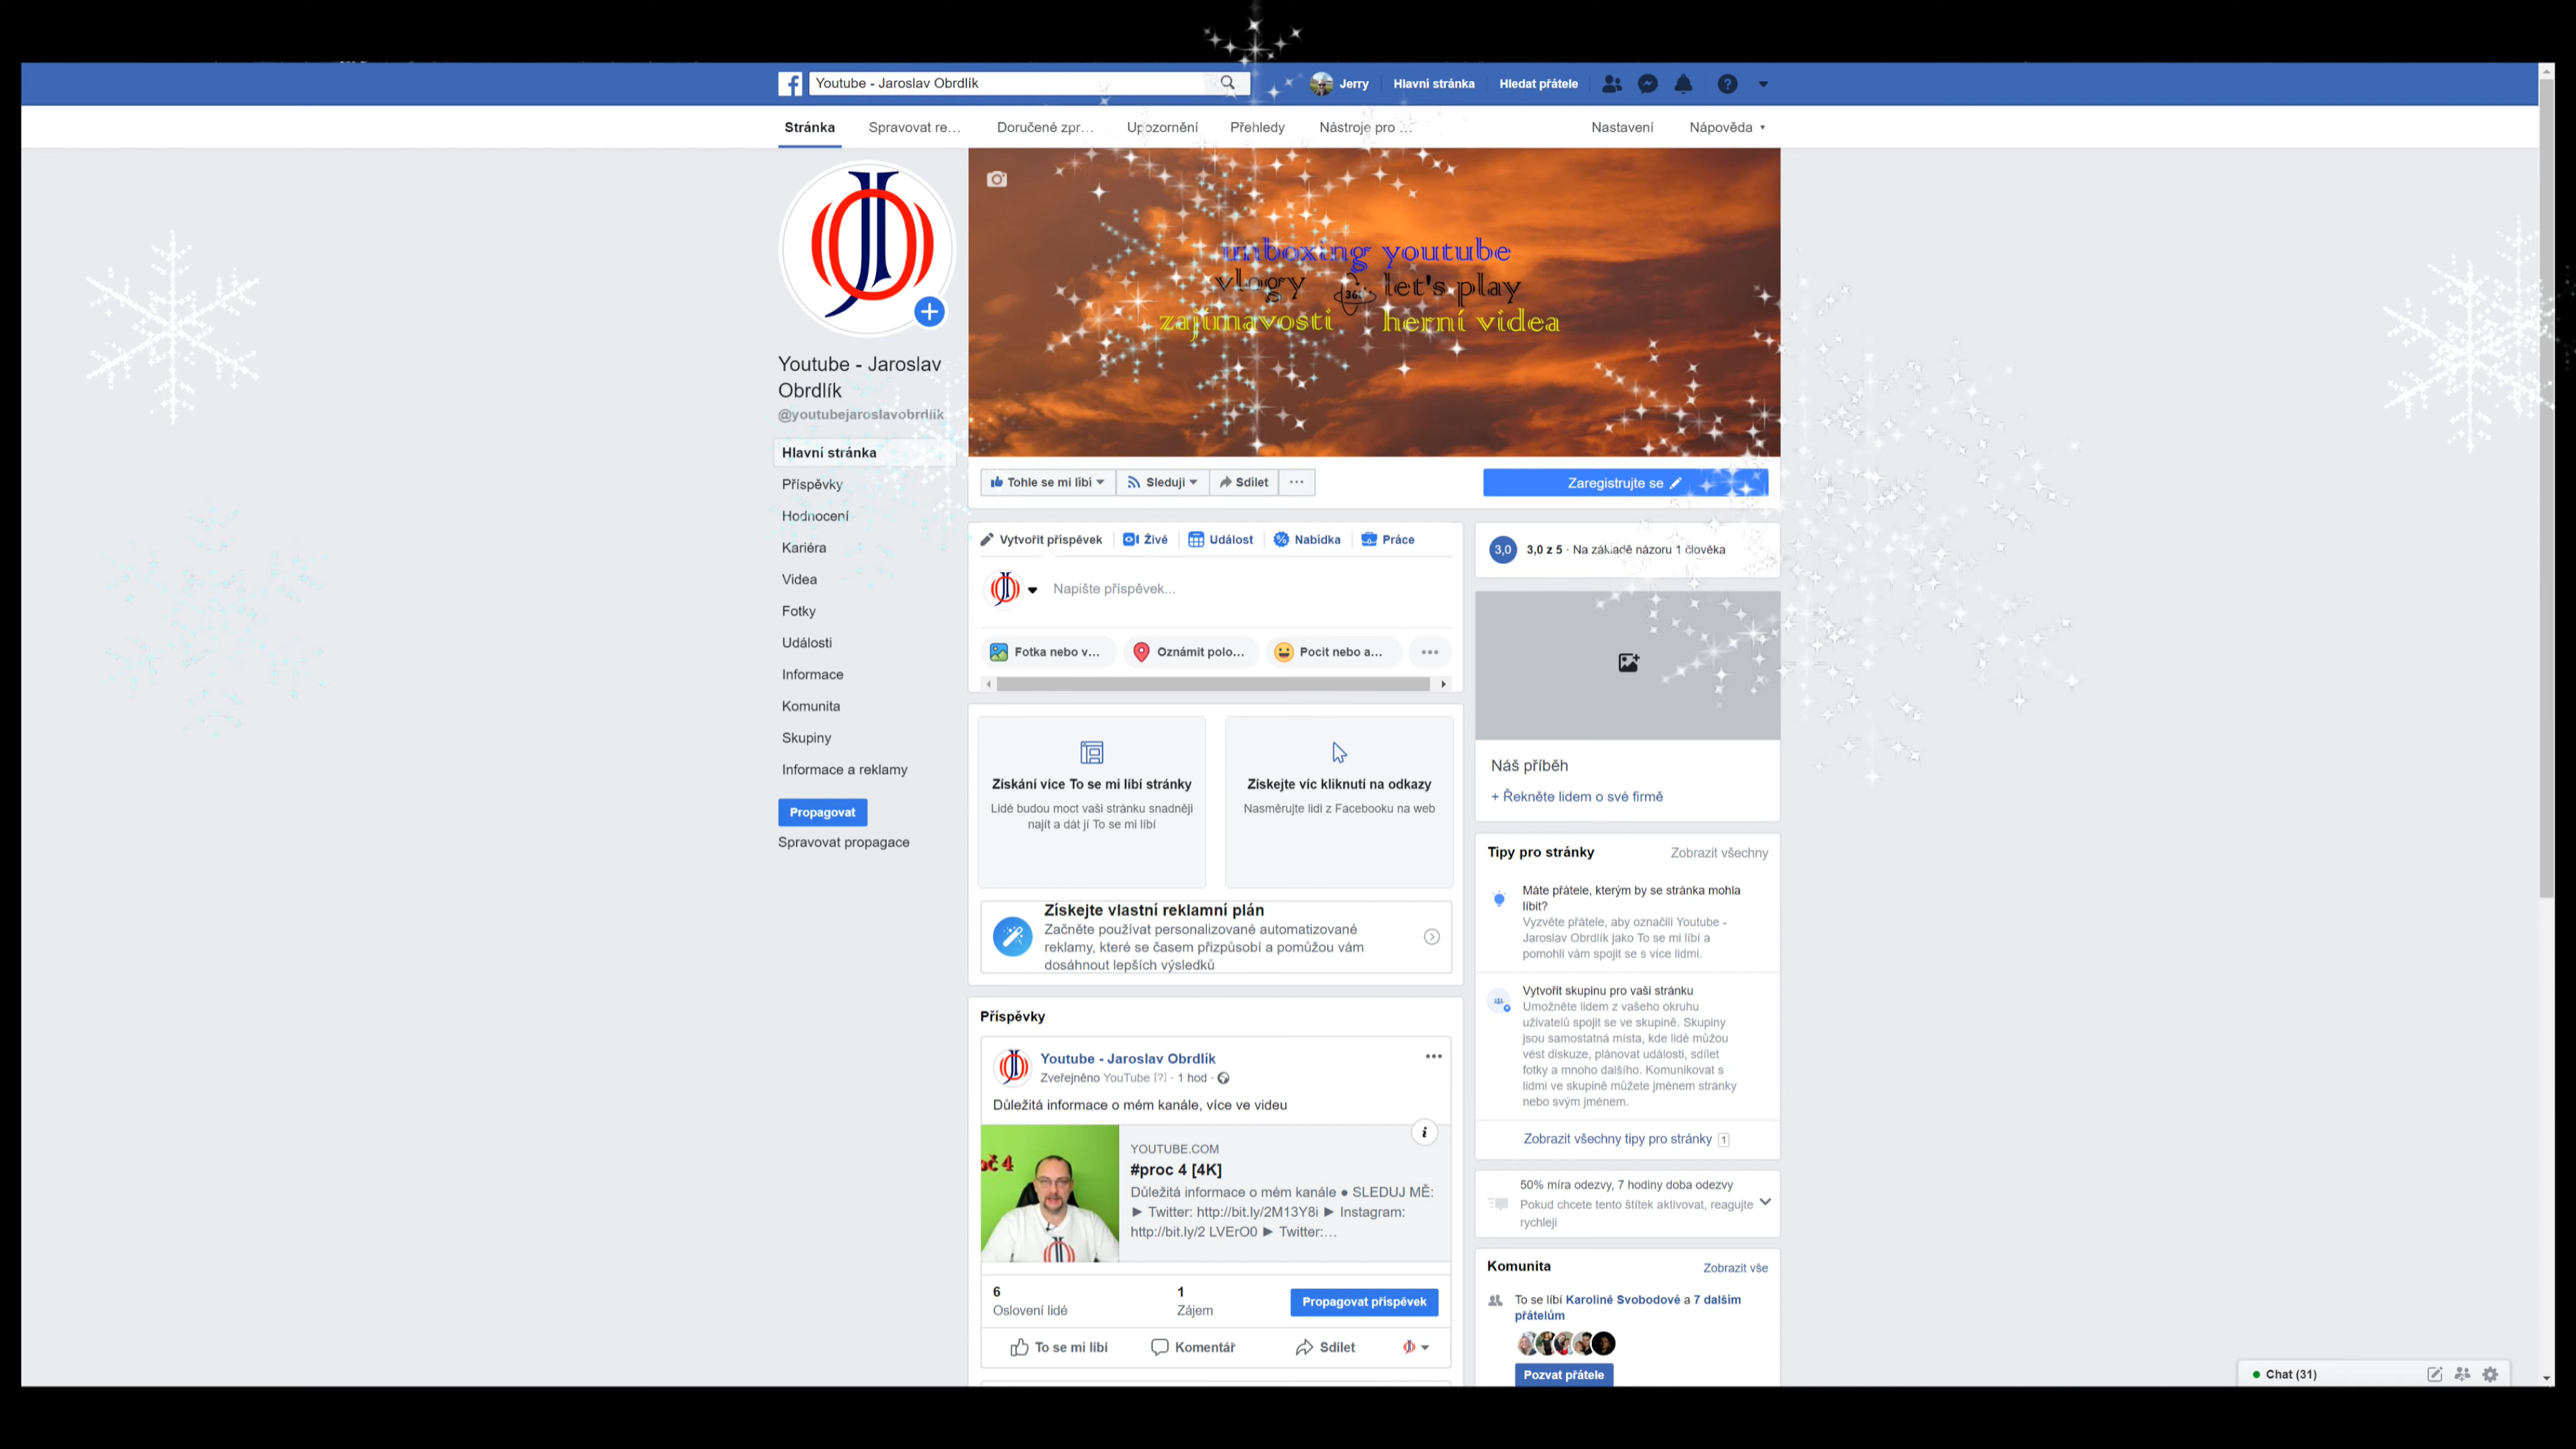 Youtube - Jaroslav Obrdlík
Jerry
Hlavní stránka
Hledat přátele
Stránka
Spravovat re...
Doručené zpr...
Upozornění
Přehledy
Nástroje pro ...
Nastavení
Nápověda
unboxing youtube
vlogy 360 let's play
zajímavosti herní videa
Youtube - Jaroslav
Obrdlík
@youtubejaroslavobrdlik
Hlavní stránka
Příspěvky
Hodnocení
Kariéra
Videa
Fotky
Události
Informace
Komunita
Skupiny
Informace a reklamy
Propagovat
Spravovat propagace
Tohle se mi líbí
Sleduji
Sdílet
Zaregistrujte se
Vytvořit příspěvek
Živě
Událost
Nabídka
Práce
Napište příspěvek...
Fotka nebo v...
Oznámit polo...
Pocit nebo a...
Získání více To se mi líbí stránky
Lidé budou moct vaši stránku snadněji
najít a dát jí To se mi líbí
Získejte víc kliknutí na odkazy
Nasměrujte lidi z Facebooku na web
Získejte vlastní reklamní plán
Začněte používat personalizované automatizované
reklamy, které se časem přizpůsobí a pomůžou vám
dosáhnout lepších výsledků
Příspěvky
Youtube - Jaroslav Obrdlík
Zveřejněno YouTube [?] · 1 hod ·
Důležitá informace o mém kanále, více ve videu
oč 4
YOUTUBE.COM
#proc 4 [4K]
Důležitá informace o mém kanále ● SLEDUJ MĚ:
► Twitter: http://bit.ly/2M13Y8i ► Instagram:
http://bit.ly/2 LVErO0 ► Twitter:...
6
Oslovení lidé
1
Zájem
Propagovat příspěvek
To se mi líbí
Komentář
Sdílet
3,0
3,0 z 5 · Na základě názoru 1 člověka
Náš příběh
+ Řekněte lidem o své firmě
Tipy pro stránky
Zobrazit všechny
Máte přátele, kterým by se stránka mohla
líbit?
Vyzvěte přátele, aby označili Youtube -
Jaroslav Obrdlík jako To se mi líbí a
pomohli vám spojit se s více lidmi.
Vytvořit skupinu pro vaši stránku
Umožněte lidem z vašeho okruhu
uživatelů spojit se ve skupině. Skupiny
jsou samostatná místa, kde lidé můžou
vést diskuze, plánovat události, sdílet
fotky a mnoho dalšího. Komunikovat s
lidmi ve skupině můžete jménem stránky
nebo svým jménem.
Zobrazit všechny tipy pro stránky 1
50% míra odezvy, 7 hodiny doba odezvy
Pokud chcete tento štítek aktivovat, reagujte
rychleji
Komunita
Zobrazit vše
To se líbí Karolíně Svobodové a 7 dalším
přátelům
Pozvat přátele
Chat (31)